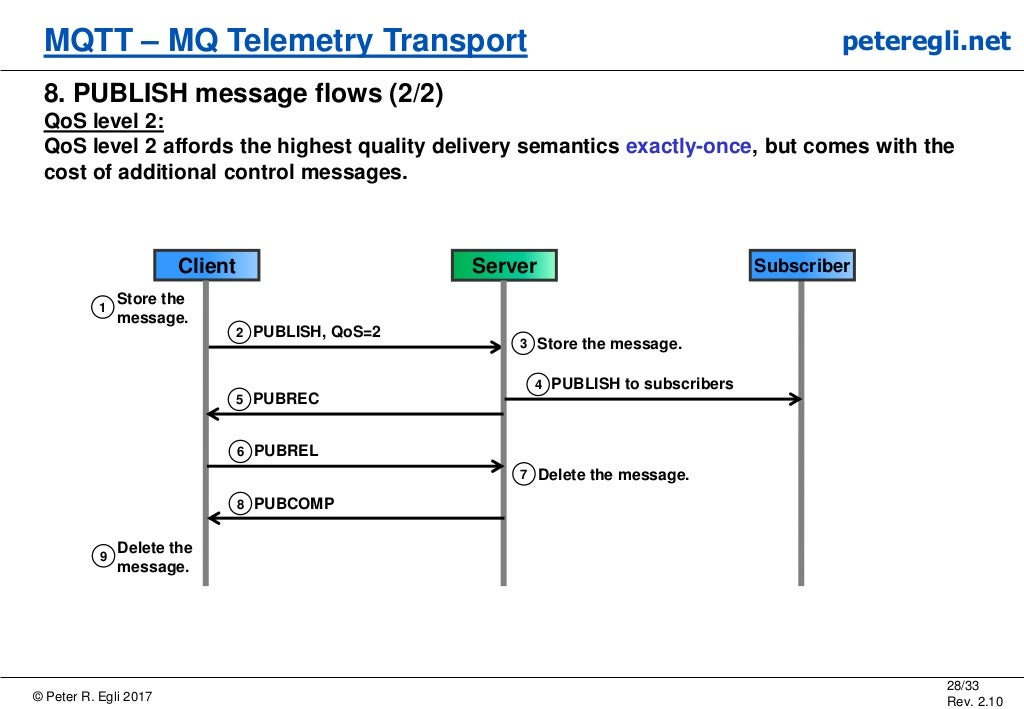 MQTT – MQ Telemetry Transport
peteregli.net
8. PUBLISH message flows (2/2)
QoS level 2:
QoS level 2 affords the highest quality delivery semantics exactly-once, but comes with the
cost of additional control messages.
Client
Server
Subscriber
1 Store the
message.
2 PUBLISH, QoS=2
3 Store the message.
4 PUBLISH to subscribers
5 PUBREC
6 PUBREL
7 Delete the message.
8 PUBCOMP
9 Delete the
message.
© Peter R. Egli 2017
28/33
Rev. 2.10